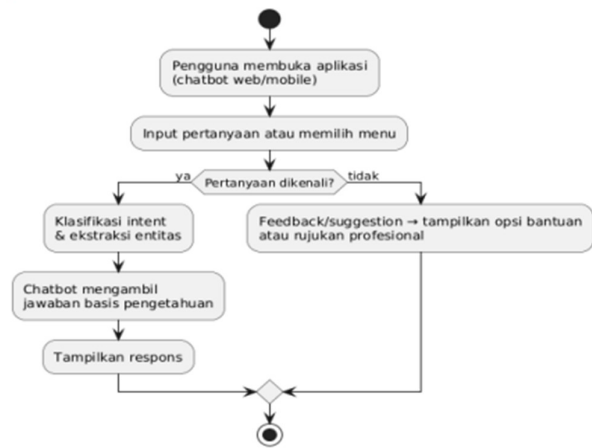 Pengguna membuka aplikasi
(chatbot web/mobile)
Input pertanyaan atau memilih menu
ya
Pertanyaan dikenali?
tidak
Klasifikasi intent
& ekstraksi entitas
Feedback/suggestion → tampilkan opsi bantuan
atau rujukan profesional
Chatbot mengambil
jawaban basis pengetahuan
Tampilkan respons